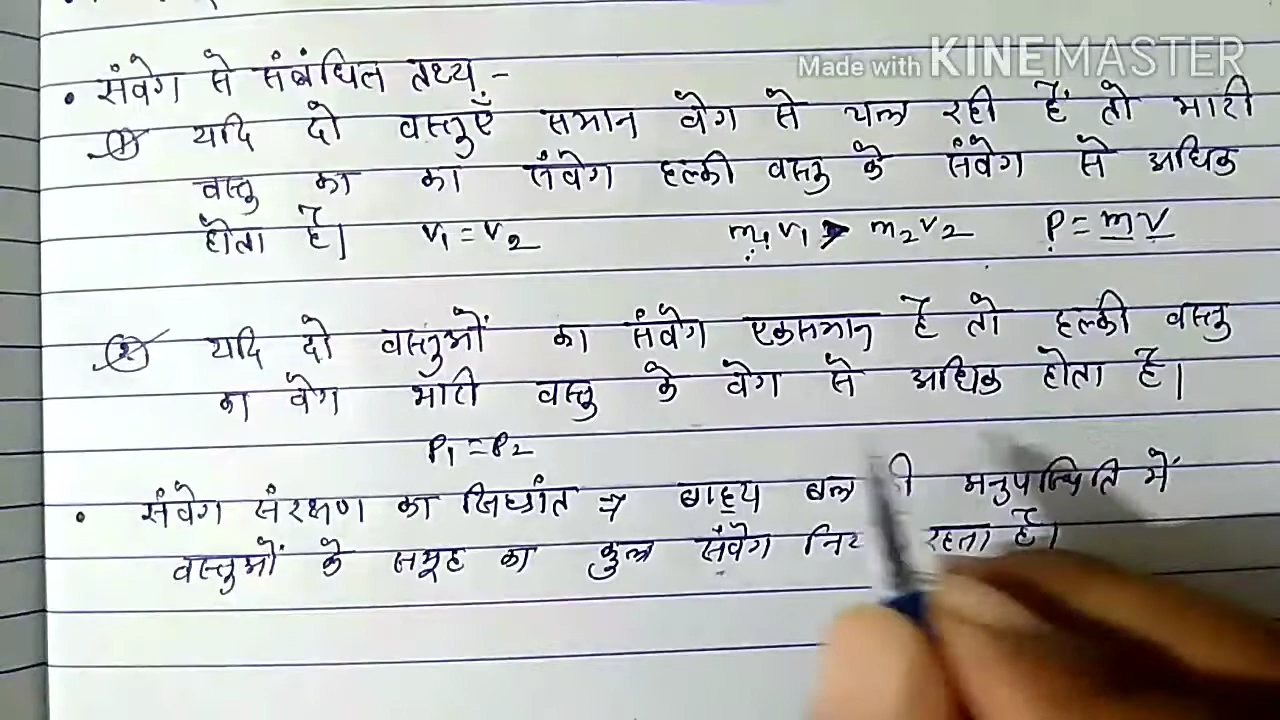 Made with KINEMASTER
• संवेग से संबंधित तथ्य -
① यदि दो वस्तुएँ समान वेग से चल रही हैं तो भारी
वस्तु का का संवेग हल्की वस्तु के संवेग से अधिक
होता है। v₁ = v₂ m₁v₁ > m₂v₂ P = mv
② यदि दो वस्तुओं का संवेग एकसमान है तो हल्की वस्तु
का वेग भारी वस्तु के वेग से अधिक होता है।
P₁ = P₂
• संवेग संरक्षण का सिद्धांत ⇒ बाह्य बल अनुपस्थिति में
वस्तुओं के समूह का कुल संवेग रहता है।